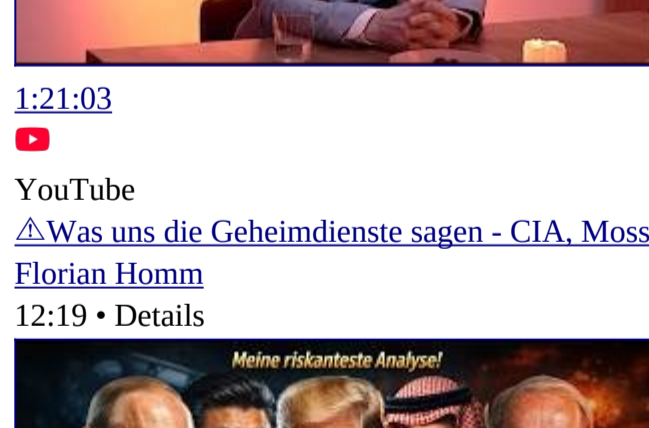 1:21:03
YouTube
⚠Was uns die Geheimdienste sagen - CIA, Moss
Florian Homm
12:19 • Details
Meine riskanteste Analyse!